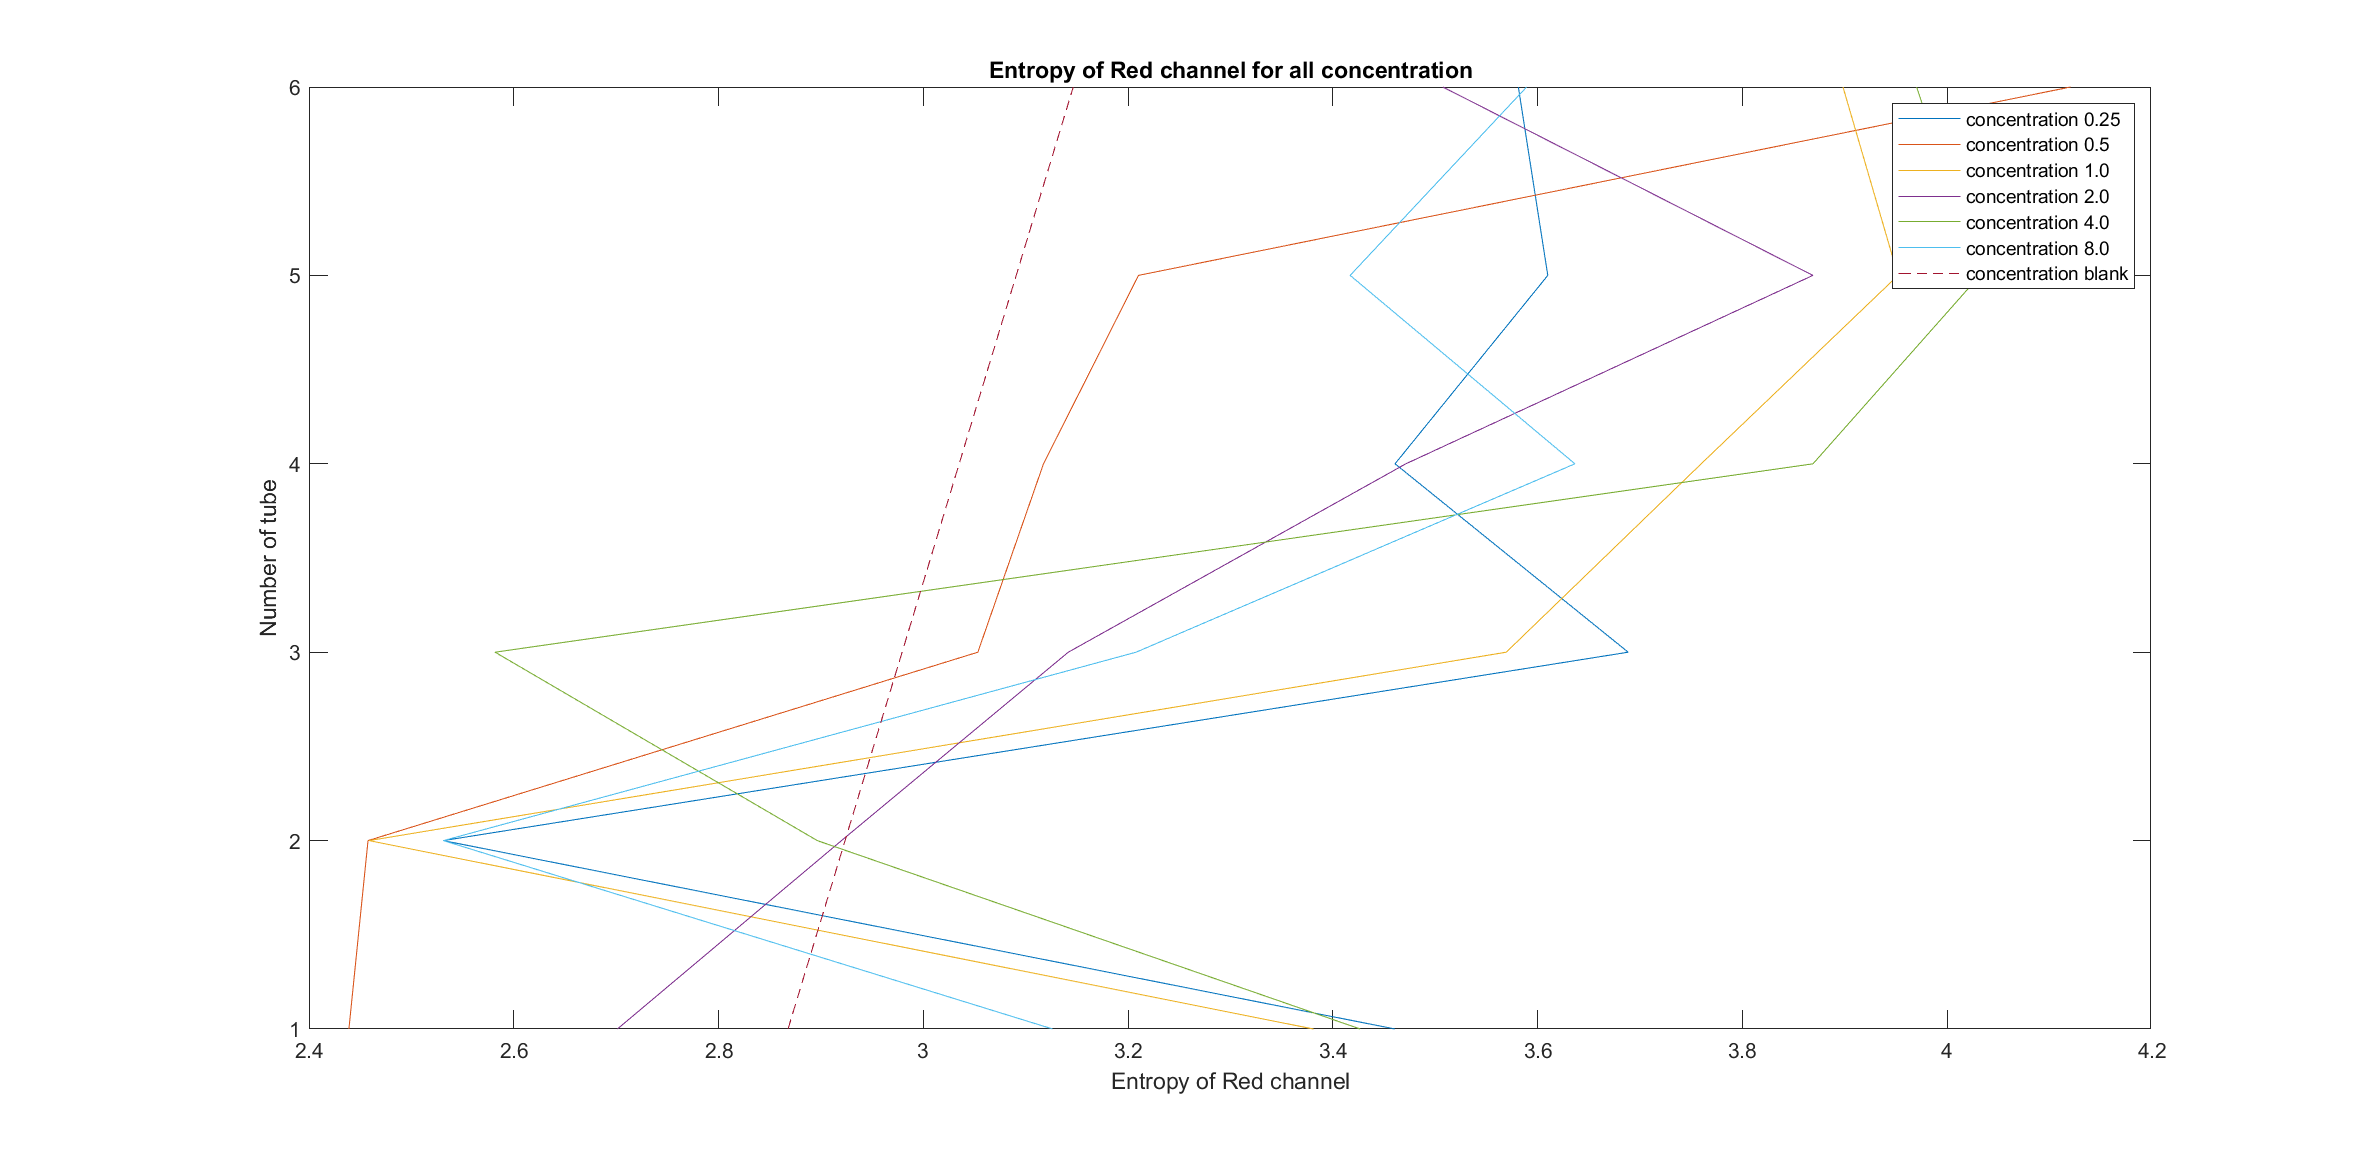 Entropy of Red channel for all concentration
6
5
4
3
2
1
Number of tube
concentration 0.25
concentration 0.5
concentration 1.0
concentration 2.0
concentration 4.0
concentration 8.0
concentration blank
2.4 2.6 2.8 3 3.2 3.4 3.6 3.8 4 4.2
Entropy of Red channel